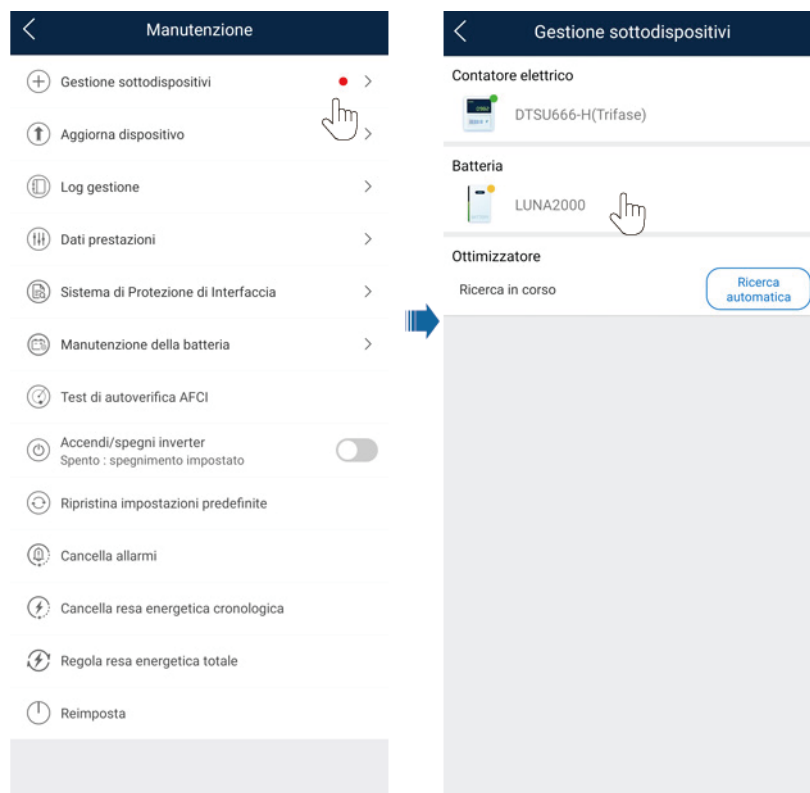 Manutenzione
Gestione sottodispositivi
Aggiorna dispositivo
Log gestione
Dati prestazioni
Sistema di Protezione di Interfaccia
Manutenzione della batteria
Test di autoverifica AFCI
Accendi/spegni inverter
Spento : spegnimento impostato
Ripristina impostazioni predefinite
Cancella allarmi
Cancella resa energetica cronologica
Regola resa energetica totale
Reimposta
Gestione sottodispositivi
Contatore elettrico
DTSU666-H(Trifase)
Batteria
LUNA2000
Ottimizzatore
Ricerca in corso
Ricerca
automatica